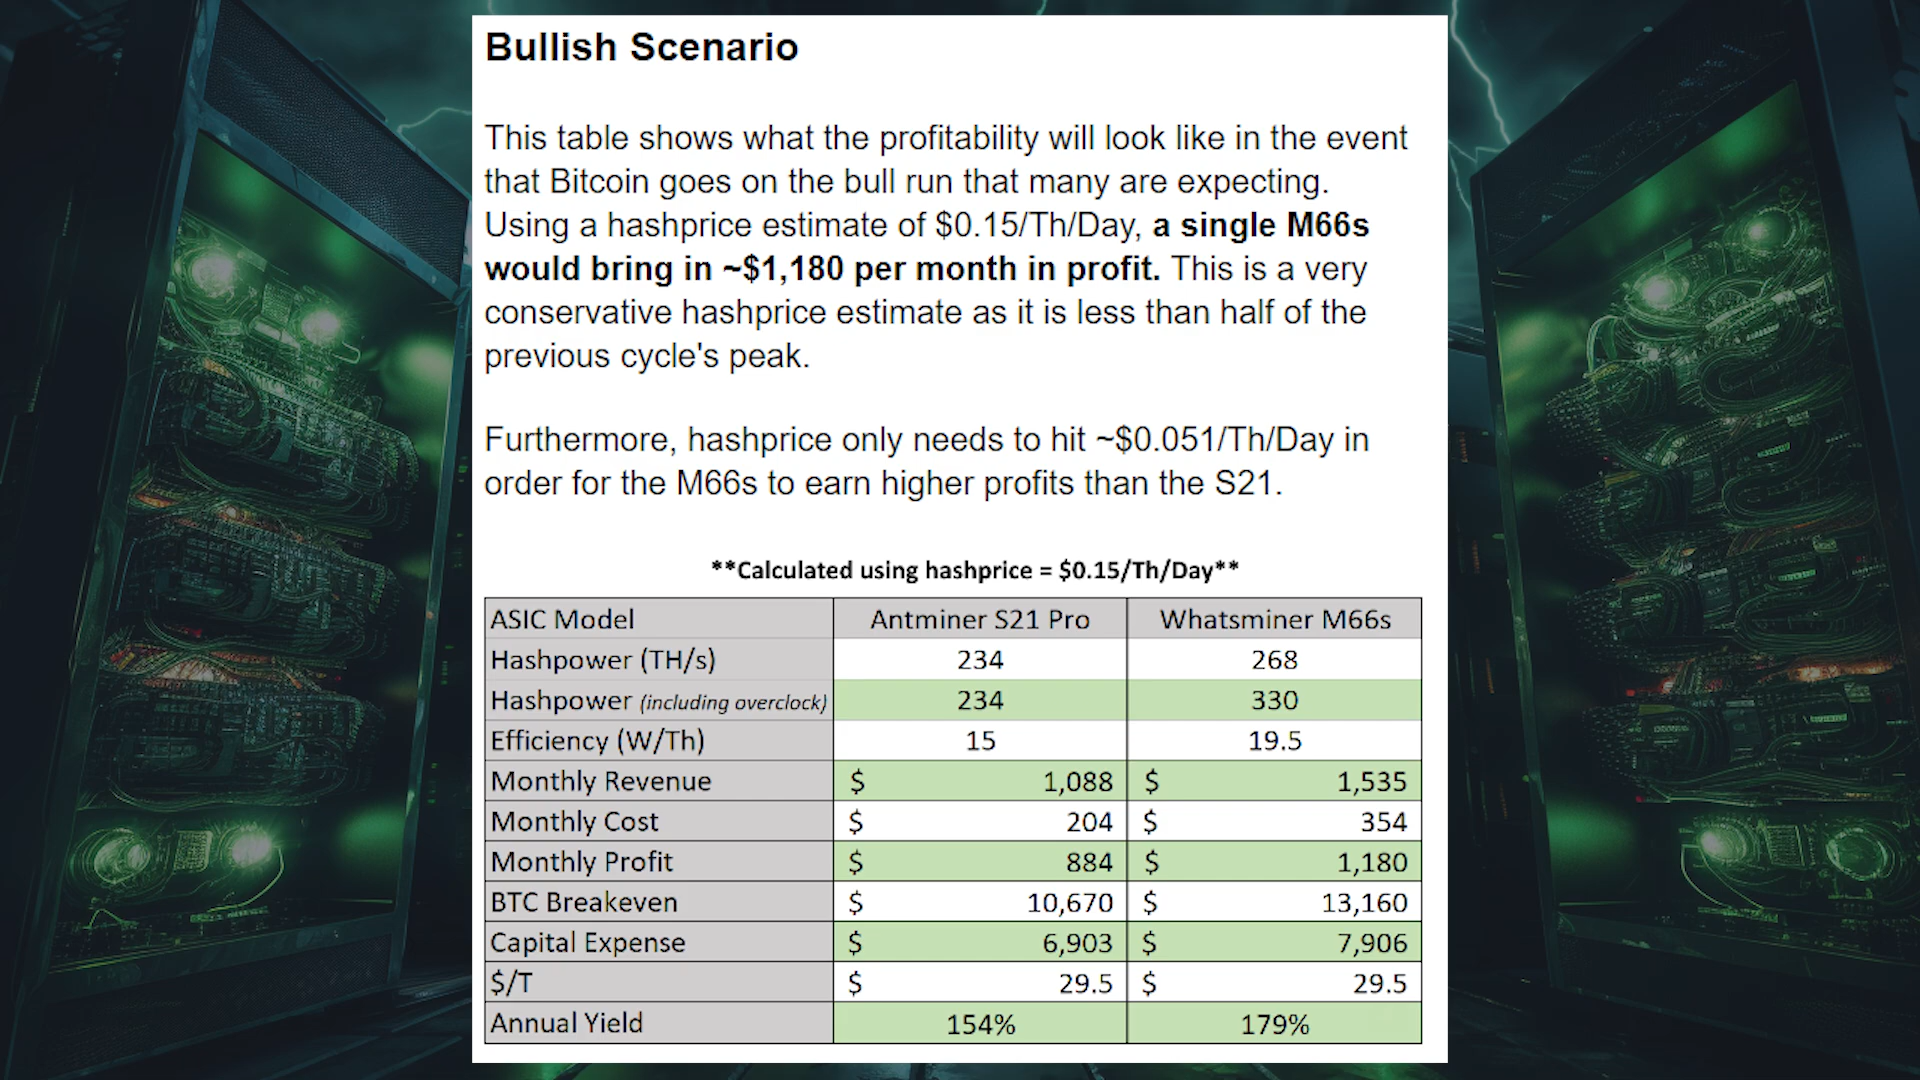 Bullish Scenario
This table shows what the profitability will look like in the event
that Bitcoin goes on the bull run that many are expecting.
Using a hashprice estimate of $0.15/Th/Day, a single M66s
would bring in ~$1,180 per month in profit. This is a very
conservative hashprice estimate as it is less than half of the
previous cycle's peak.
Furthermore, hashprice only needs to hit ~$0.051/Th/Day in
order for the M66s to earn higher profits than the S21.
**Calculated using hashprice = $0.15/Th/Day**
ASIC Model Antminer S21 Pro Whatsminer M66s
Hashpower (TH/s) 234 268
Hashpower (including overclock) 234 330
Efficiency (W/Th) 15 19.5
Monthly Revenue $ 1,088 $ 1,535
Monthly Cost $ 204 $ 354
Monthly Profit $ 884 $ 1,180
BTC Breakeven $ 10,670 $ 13,160
Capital Expense $ 6,903 $ 7,906
$/T $ 29.5 $ 29.5
Annual Yield 154% 179%